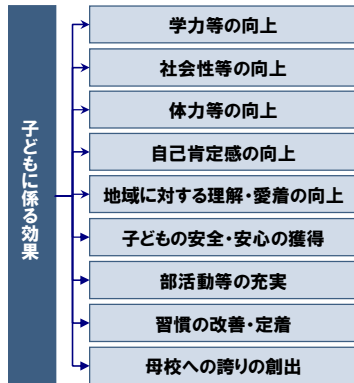 子どもに係る効果
学力等の向上
社会性等の向上
体力等の向上
自己肯定感の向上
地域に対する理解・愛着の向上
子どもの安全・安心の獲得
部活動等の充実
習慣の改善・定着
母校への誇りの創出